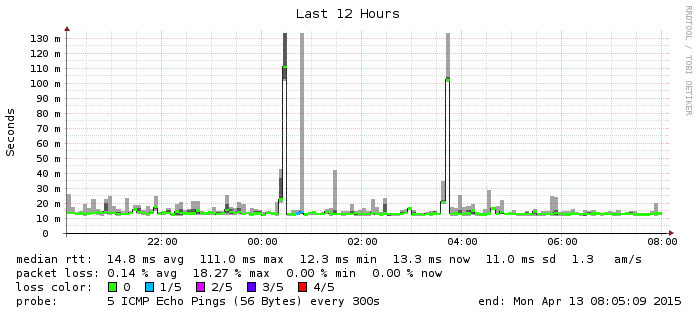 Last 12 Hours
RRDTOOL / TOBI OETIKER
Seconds
130 m
120 m
110 m
100 m
90 m
80 m
70 m
60 m
50 m
40 m
30 m
20 m
10 m
0
22:00 00:00 02:00 04:00 06:00 08:00
median rtt: 14.8 ms avg 111.0 ms max 12.3 ms min 13.3 ms now 11.0 ms sd 1.3 am/s
packet loss: 0.14 % avg 18.27 % max 0.00 % min 0.00 % now
loss color: 0 1/5 2/5 3/5 4/5
probe: 5 ICMP Echo Pings (56 Bytes) every 300s end: Mon Apr 13 08:05:09 2015